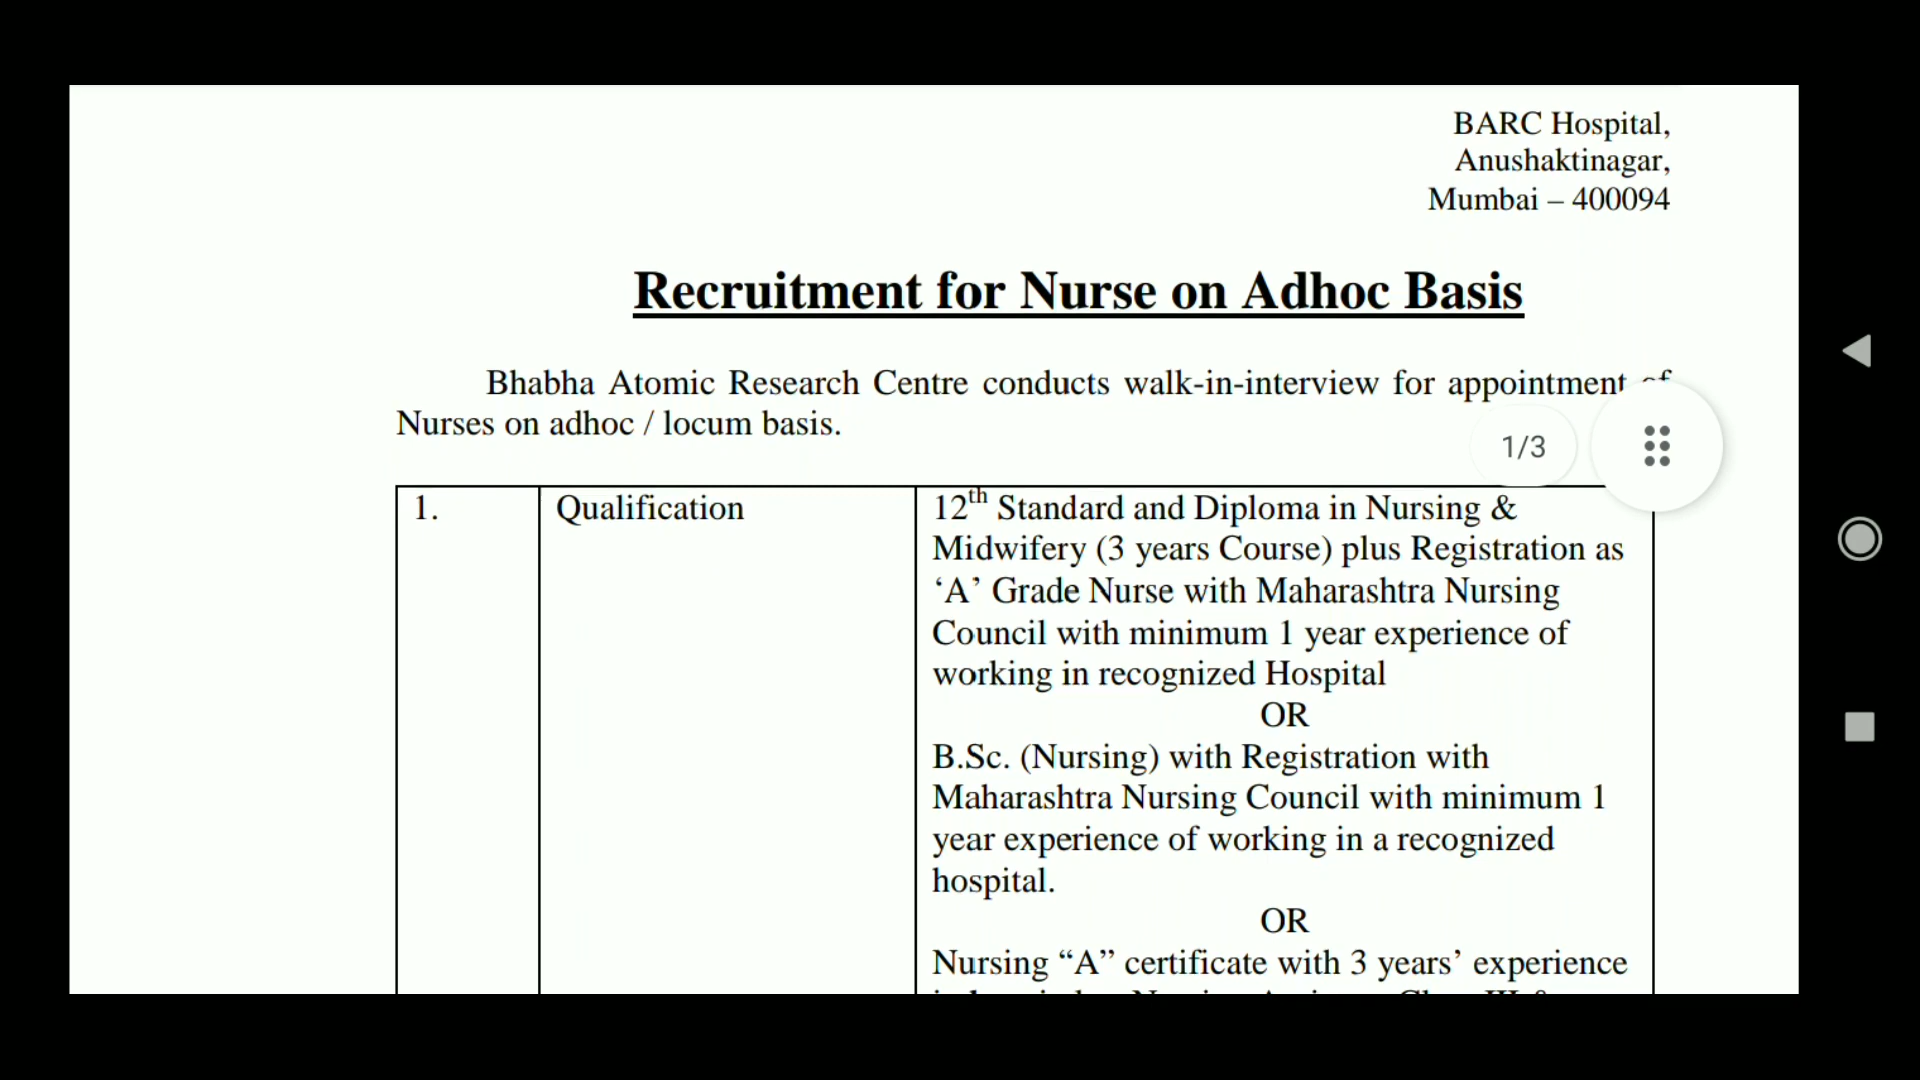 BARC Hospital,
Anushaktinagar,
Mumbai – 400094
Recruitment for Nurse on Adhoc Basis
Bhabha Atomic Research Centre conducts walk-in-interview for appointment of
Nurses on adhoc / locum basis.
1/3
1. Qualification 12th Standard and Diploma in Nursing &
Midwifery (3 years Course) plus Registration as
‘A’ Grade Nurse with Maharashtra Nursing
Council with minimum 1 year experience of
working in recognized Hospital
OR
B.Sc. (Nursing) with Registration with
Maharashtra Nursing Council with minimum 1
year experience of working in a recognized
hospital.
OR
Nursing “A” certificate with 3 years’ experience